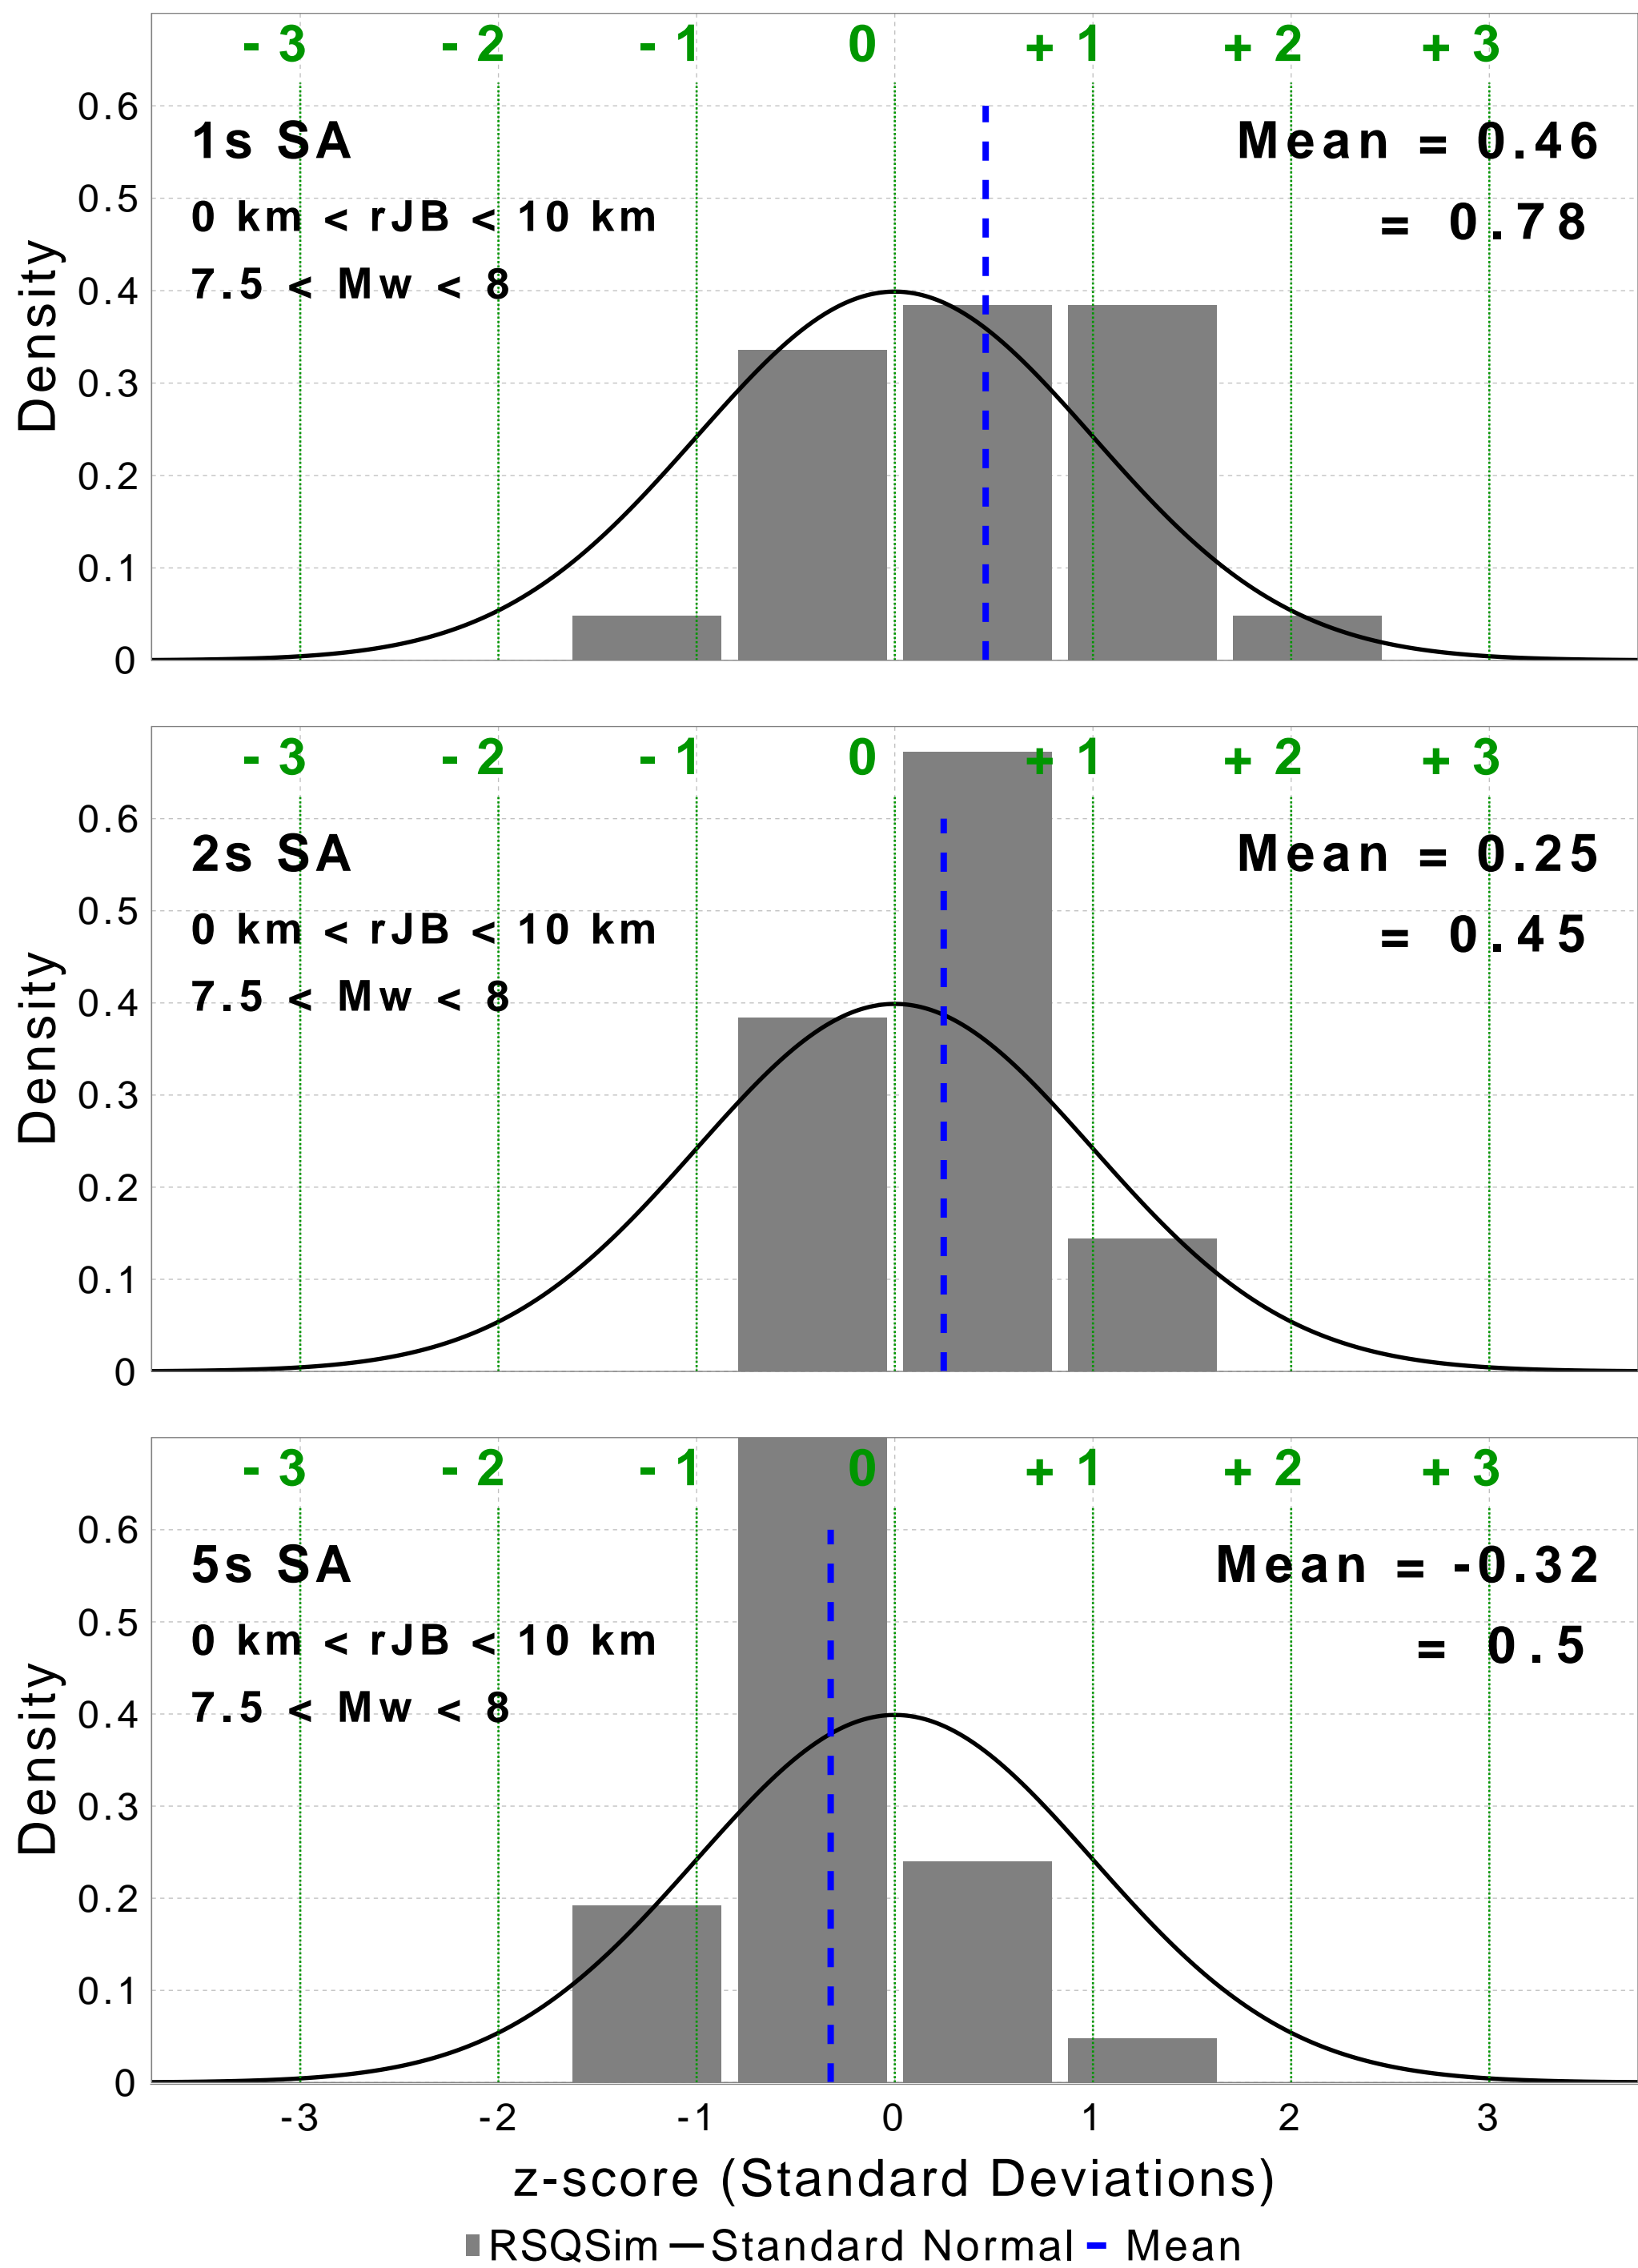 - 3 - 2 - 1 0 + 1 + 2 + 3
0.6
1s SA Mean = 0.46
0.5
0 km < rJB < 10 km = 0.78
7.5 < Mw < 8
0.4
0.3
0.2
0.1
0
Density
- 3 - 2 - 1 0 + 1 + 2 + 3
0.6
2s SA Mean = 0.25
0.5
0 km < rJB < 10 km = 0.45
7.5 < Mw < 8
0.4
0.3
0.2
0.1
0
Density
- 3 - 2 - 1 0 + 1 + 2 + 3
0.6
5s SA Mean = -0.32
0.5
0 km < rJB < 10 km = 0.5
7.5 < Mw < 8
0.4
0.3
0.2
0.1
0
Density
-3 -2 -1 0 1 2 3
z-score (Standard Deviations)
RSQSim Standard Normal Mean